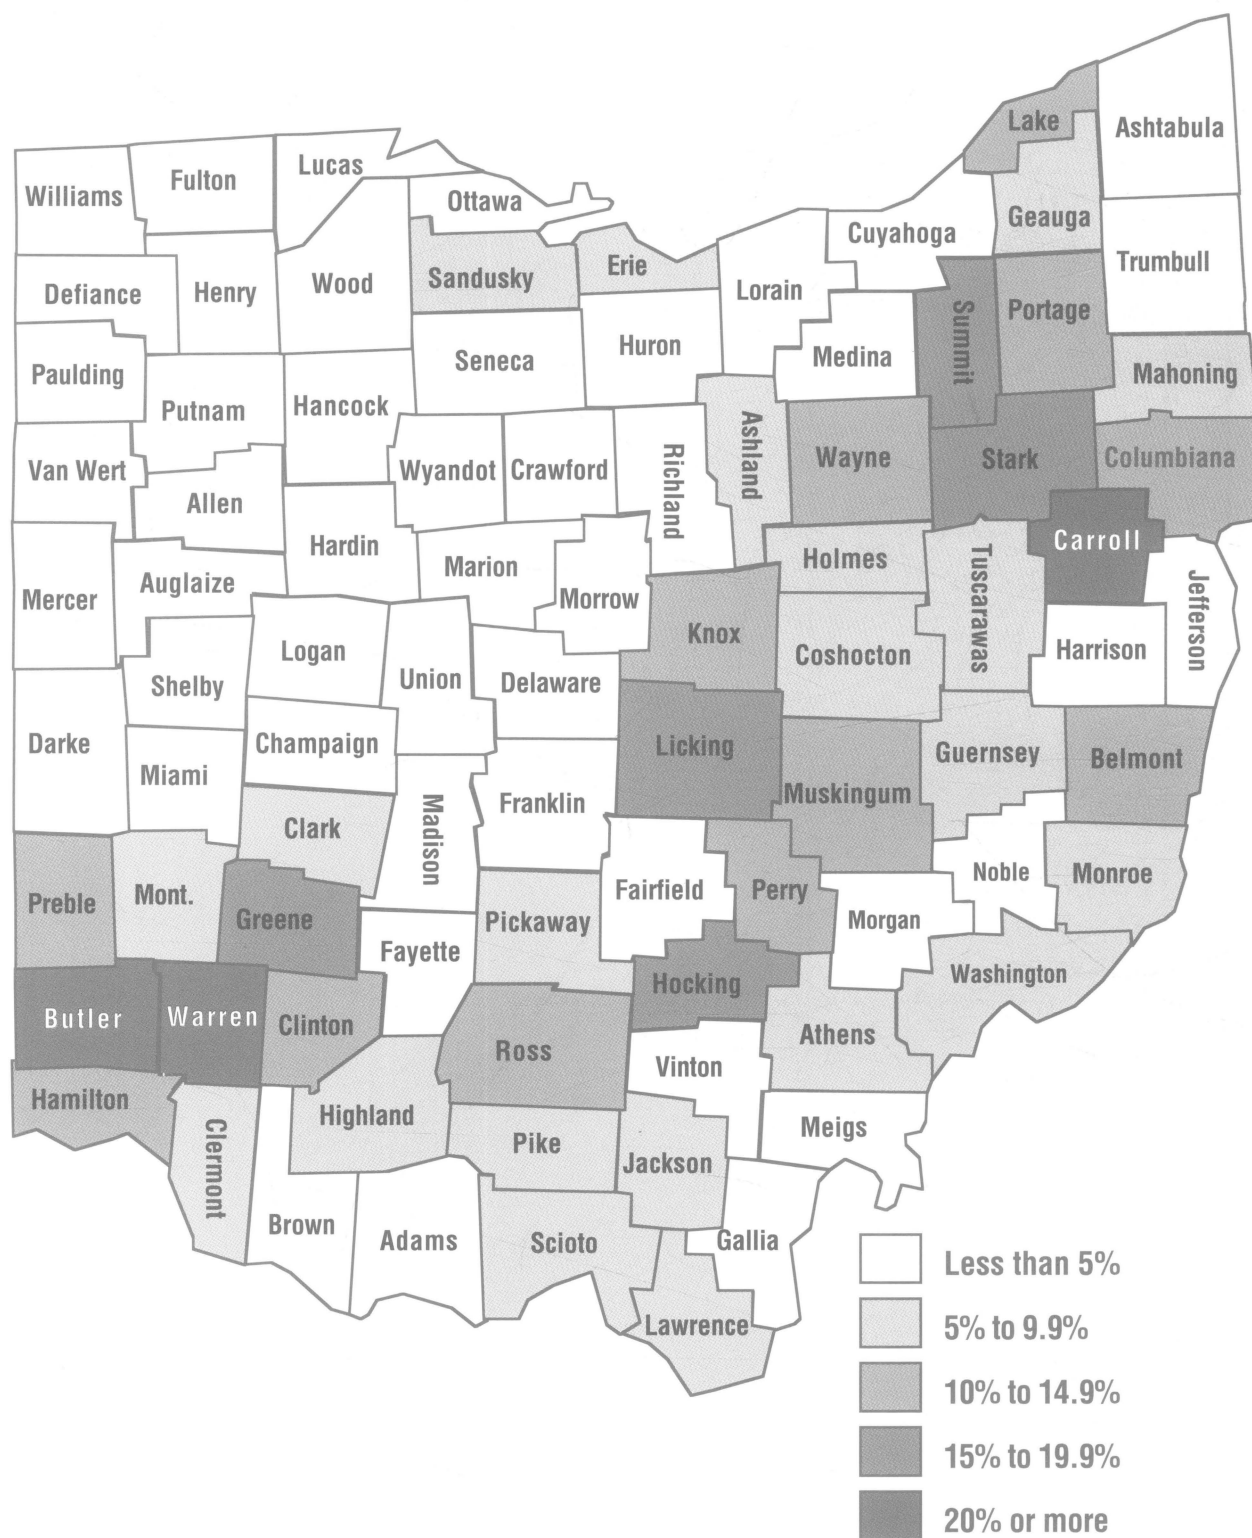 Lake
Ashtabula
Lucas
Fulton
Williams
Ottawa
Geauga
Cuyahoga
Trumbull
Erie
Sandusky
Wood
Henry
Defiance
Lorain
Portage
Summit
Huron
Medina
Seneca
Mahoning
Paulding
Hancock
Putnam
Ashland
Wayne
Stark
Columbiana
Richland
Wyandot
Crawford
Van Wert
Allen
Carroll
Hardin
Holmes
Marion
Tuscarawas
Auglaize
Mercer
Morrow
Jefferson
Knox
Harrison
Logan
Coshocton
Union
Delaware
Shelby
Darke
Champaign
Licking
Guernsey
Belmont
Miami
Muskingum
Franklin
Madison
Clark
Noble
Monroe
Fairfield
Perry
Mont.
Preble
Greene
Pickaway
Morgan
Fayette
Washington
Hocking
Butler
Warren
Clinton
Athens
Ross
Vinton
Hamilton
Highland
Meigs
Clermont
Pike
Jackson
Brown
Adams
Scioto
Gallia
Lawrence
Less than 5%
5% to 9.9%
10% to 14.9%
15% to 19.9%
20% or more